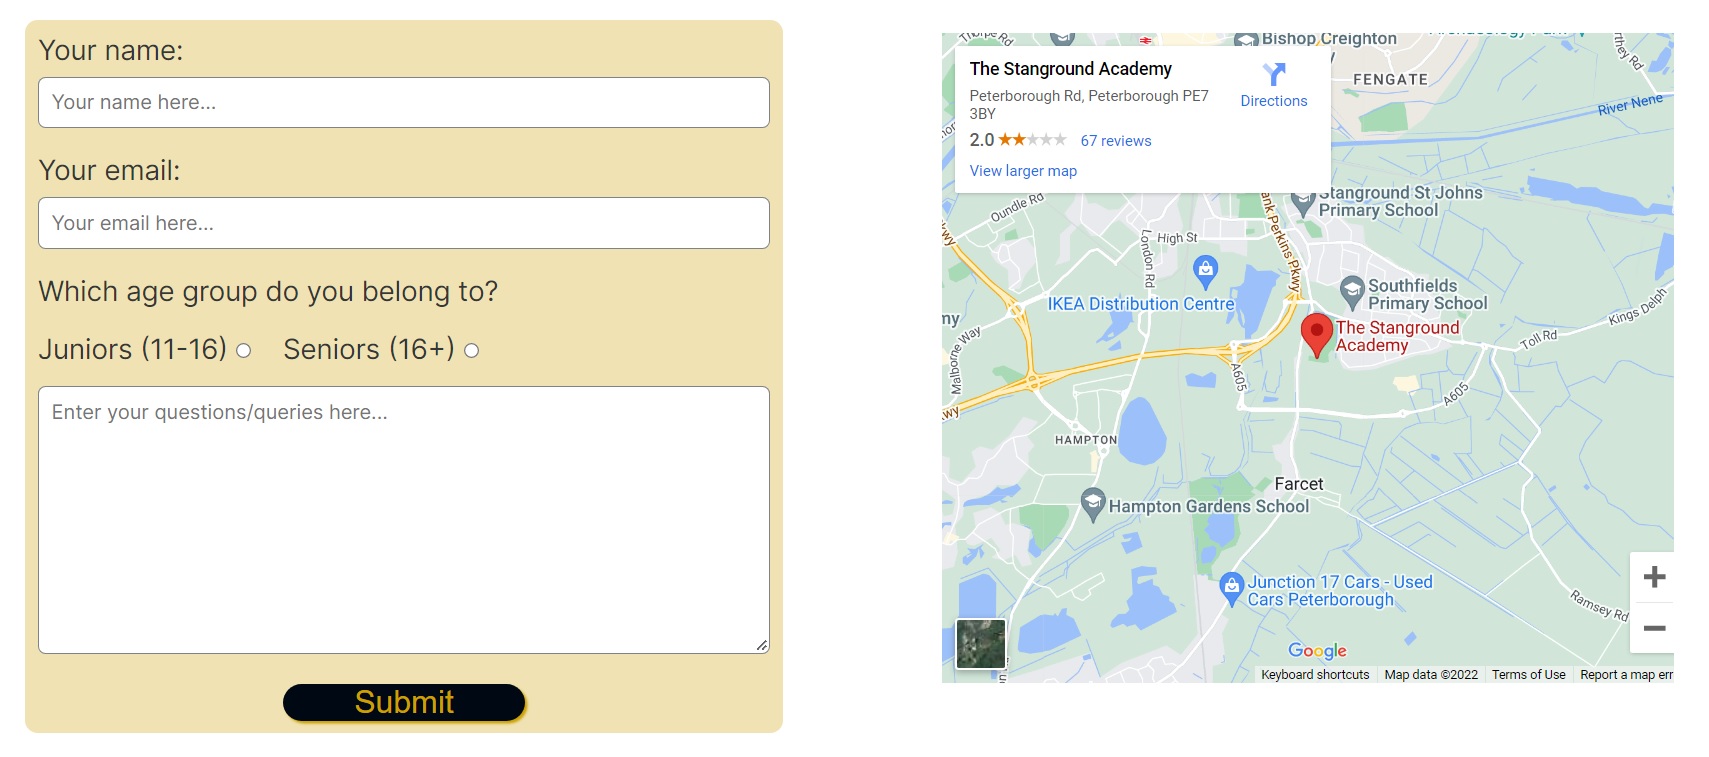 Your name:
Your name here...
Your email:
Your email here...
Which age group do you belong to?
Juniors (11-16) Seniors (16+)
Enter your questions/queries here...
Submit
Thorpe Rd
Bishop Creighton
FENGATE
River Nene
The Stanground Academy
Peterborough Rd, Peterborough PE7
3BY
2.0 67 reviews
View larger map
Directions
Oundle Rd
Stanground St Johns
Primary School
High St
London Rd
Frank Perkins Pkwy
IKEA Distribution Centre
Southfields
Primary School
The Stanground
Academy
Kings Delph
Toll Rd
Malborne Way
A605
A605
HAMPTON
Farcet
Hampton Gardens School
Junction 17 Cars - Used
Cars Peterborough
Ramsey Rd
+
−
Google
Keyboard shortcuts Map data ©2022 Terms of Use Report a map err